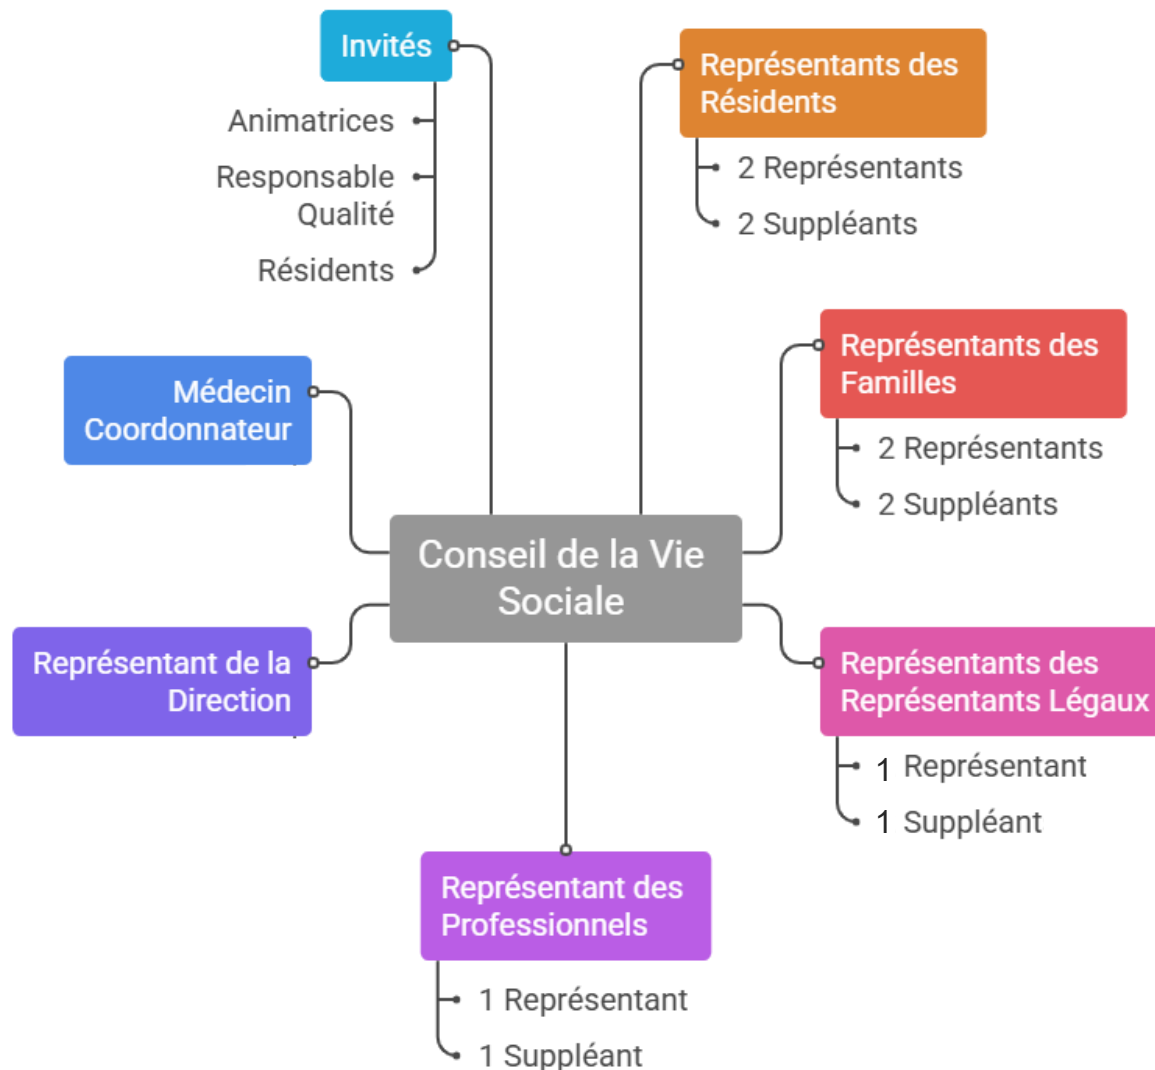 Invités
Animatrices
Responsable
Qualité
Résidents
Représentants des
Résidents
2 Représentants
2 Suppléants
Médecin
Coordonnateur
Représentants des
Familles
2 Représentants
2 Suppléants
Conseil de la Vie
Sociale
Représentant de la
Direction
Représentants des
Représentants Légaux
1 Représentant
1 Suppléant
Représentant des
Professionnels
1 Représentant
1 Suppléant